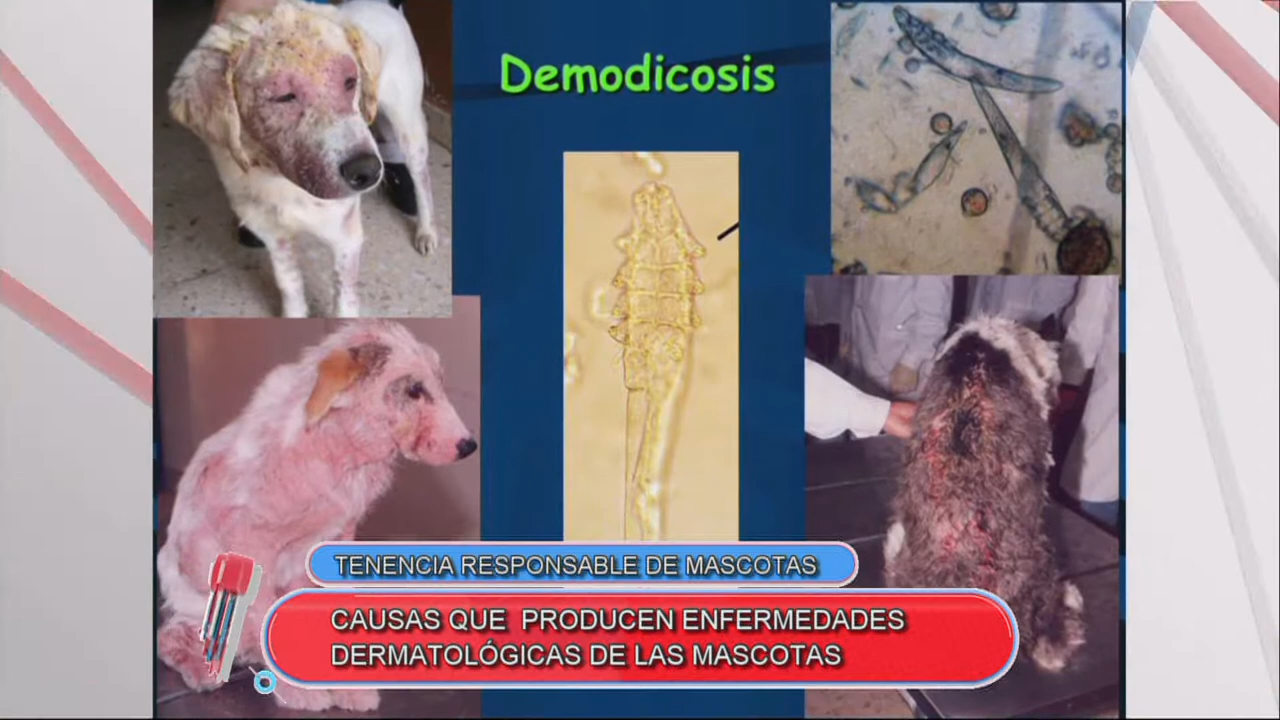 Demodicosis
TENENCIA RESPONSABLE DE MASCOTAS
CAUSAS QUE PRODUCEN ENFERMEDADES
DERMATOLÓGICAS DE LAS MASCOTAS